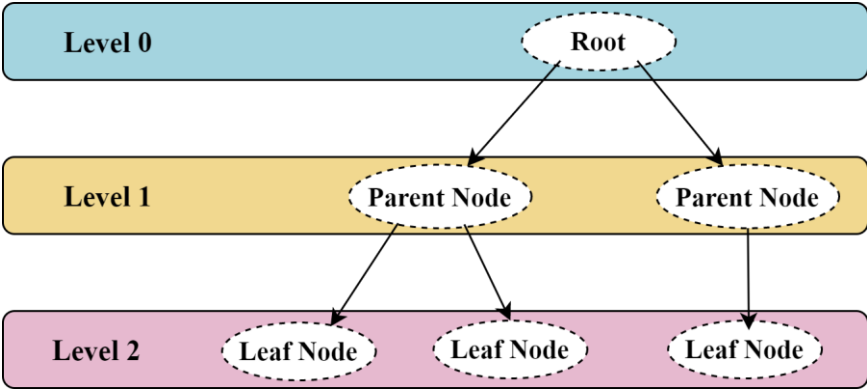 Level 0
Root
Level 1
Parent Node
Parent Node
Level 2
Leaf Node
Leaf Node
Leaf Node